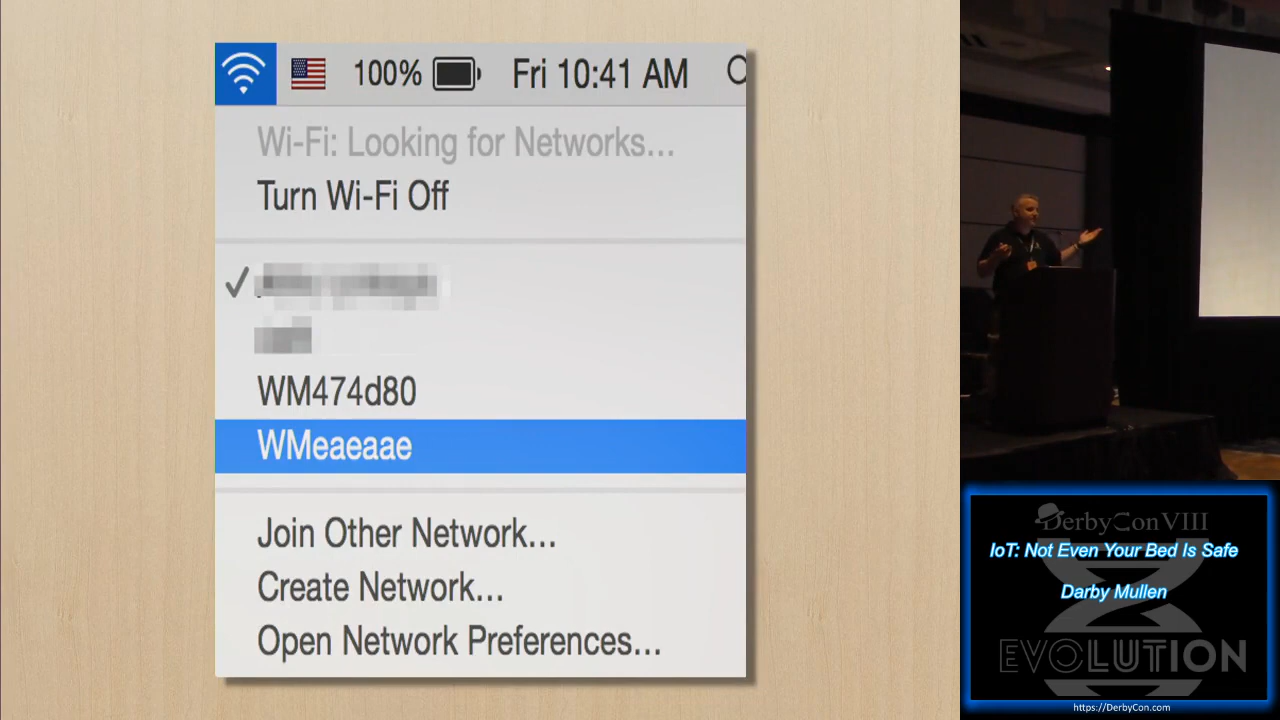 100% Fri 10:41 AM
Wi-Fi: Looking for Networks...
Turn Wi-Fi Off
WM474d80
WMeaeaae
Join Other Network...
Create Network...
Open Network Preferences...
DerbyCon VIII
IoT: Not Even Your Bed Is Safe
Darby Mullen
EVOLUTION
https://DerbyCon.com